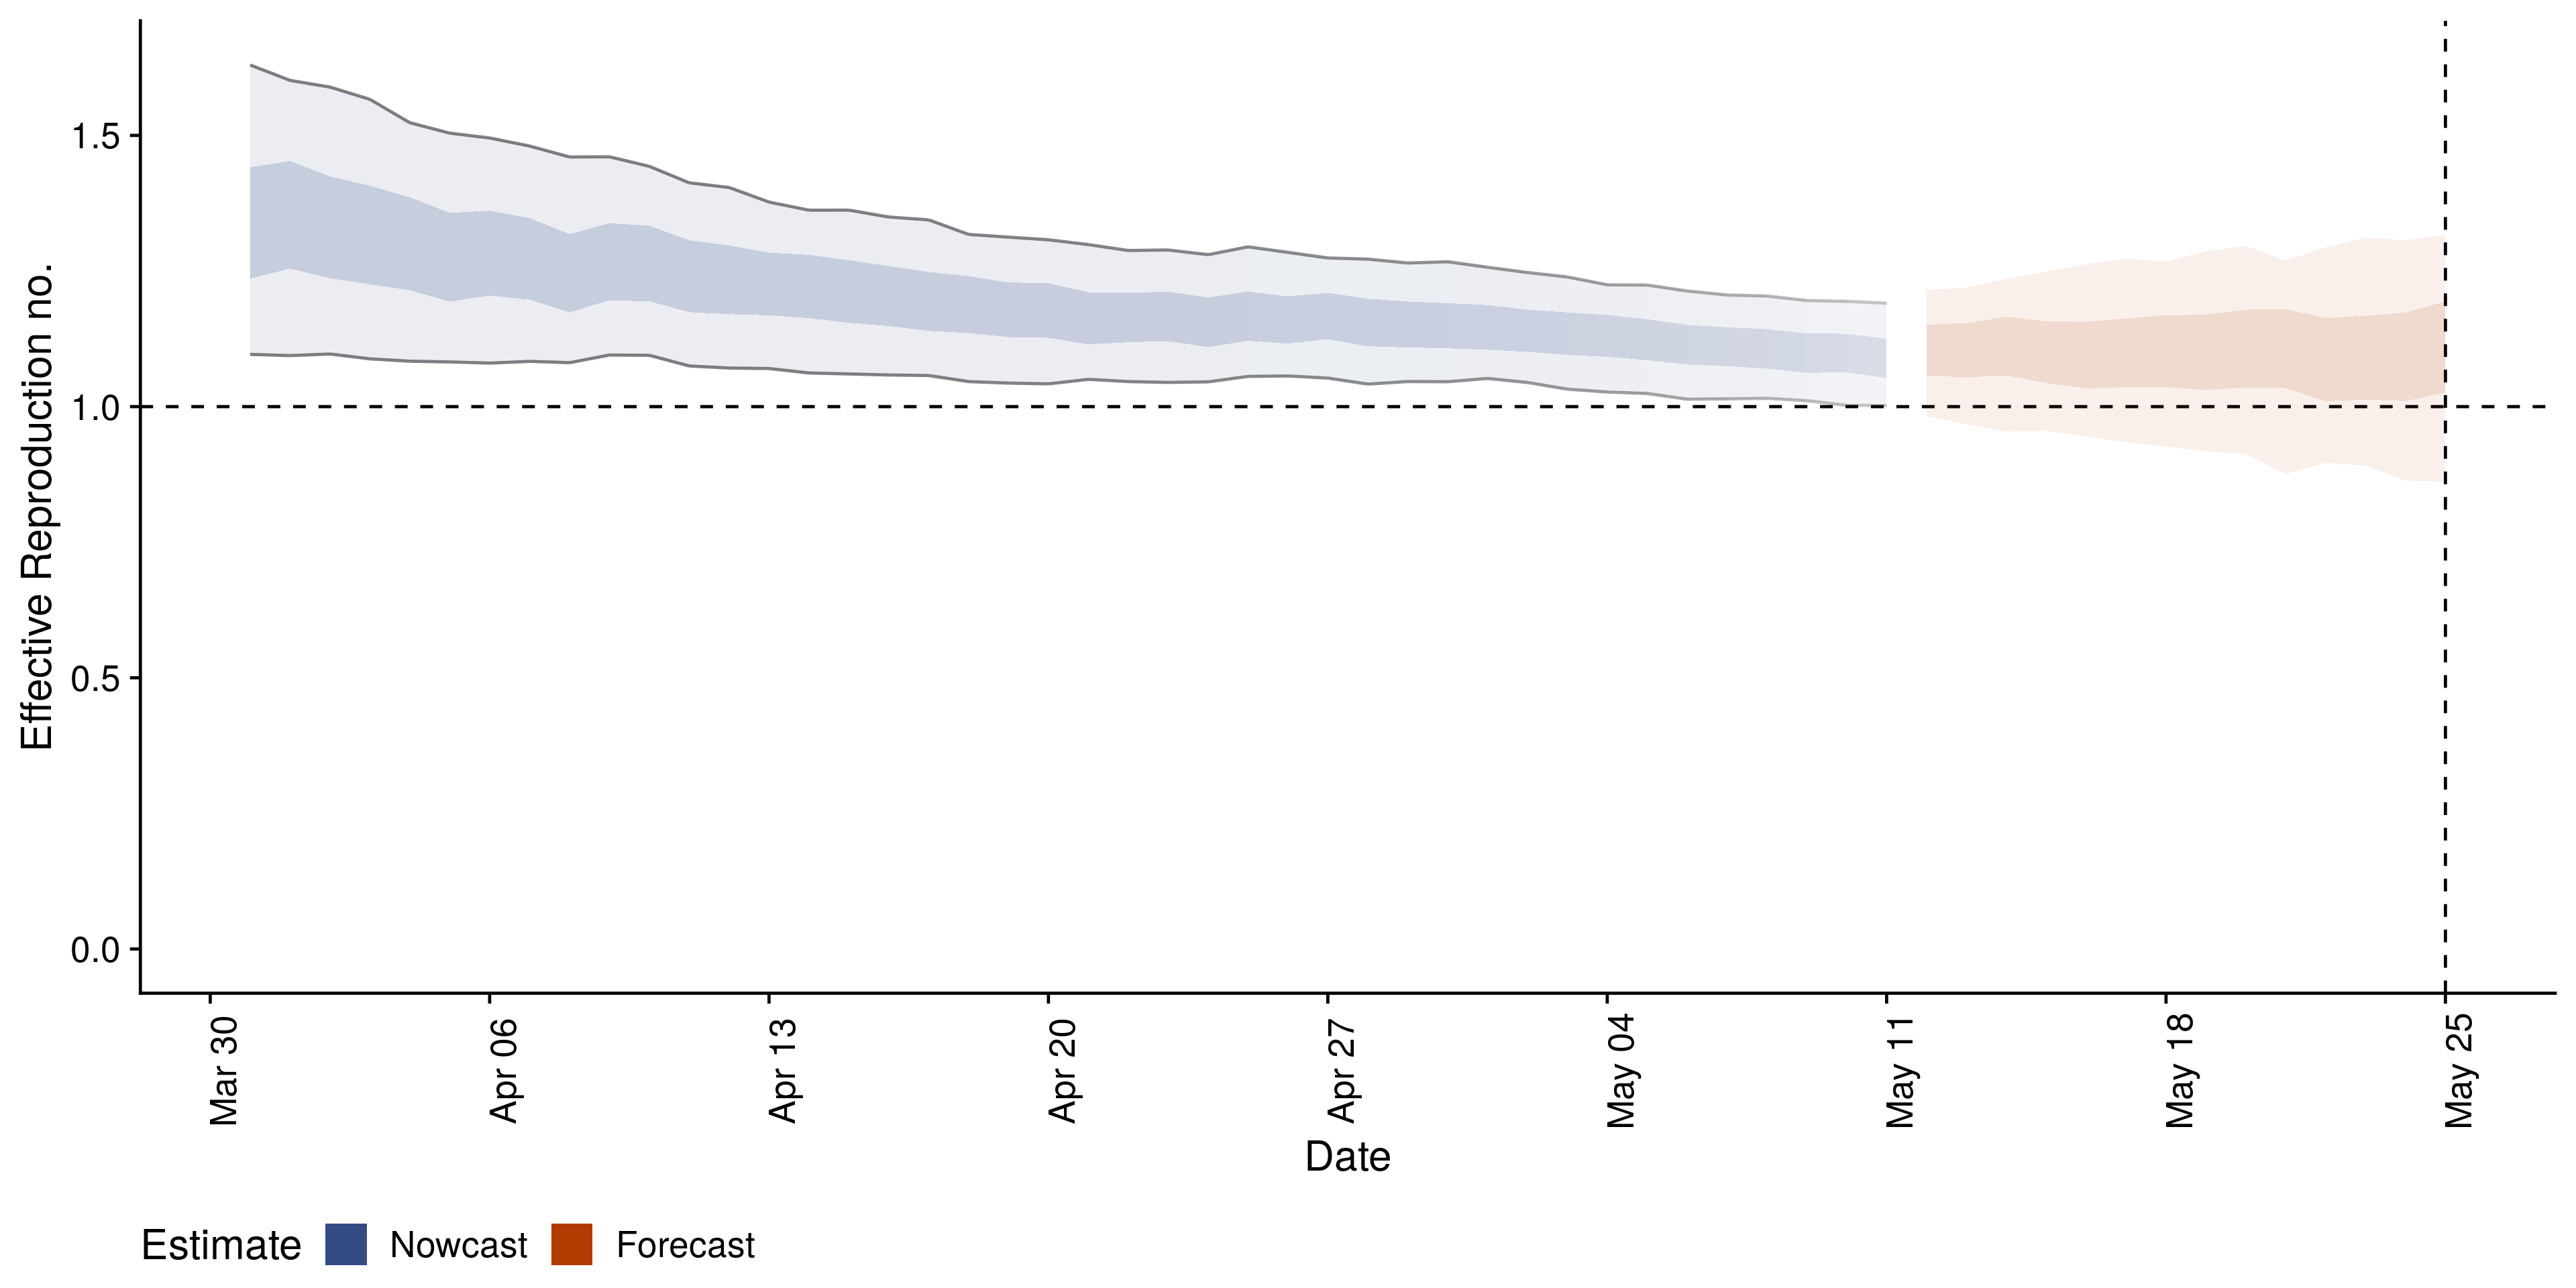 Effective Reproduction no.
1.5
1.0
0.5
0.0
Mar 30
Apr 06
Apr 13
Apr 20
Apr 27
May 04
May 11
May 18
May 25
Date
Estimate Nowcast Forecast